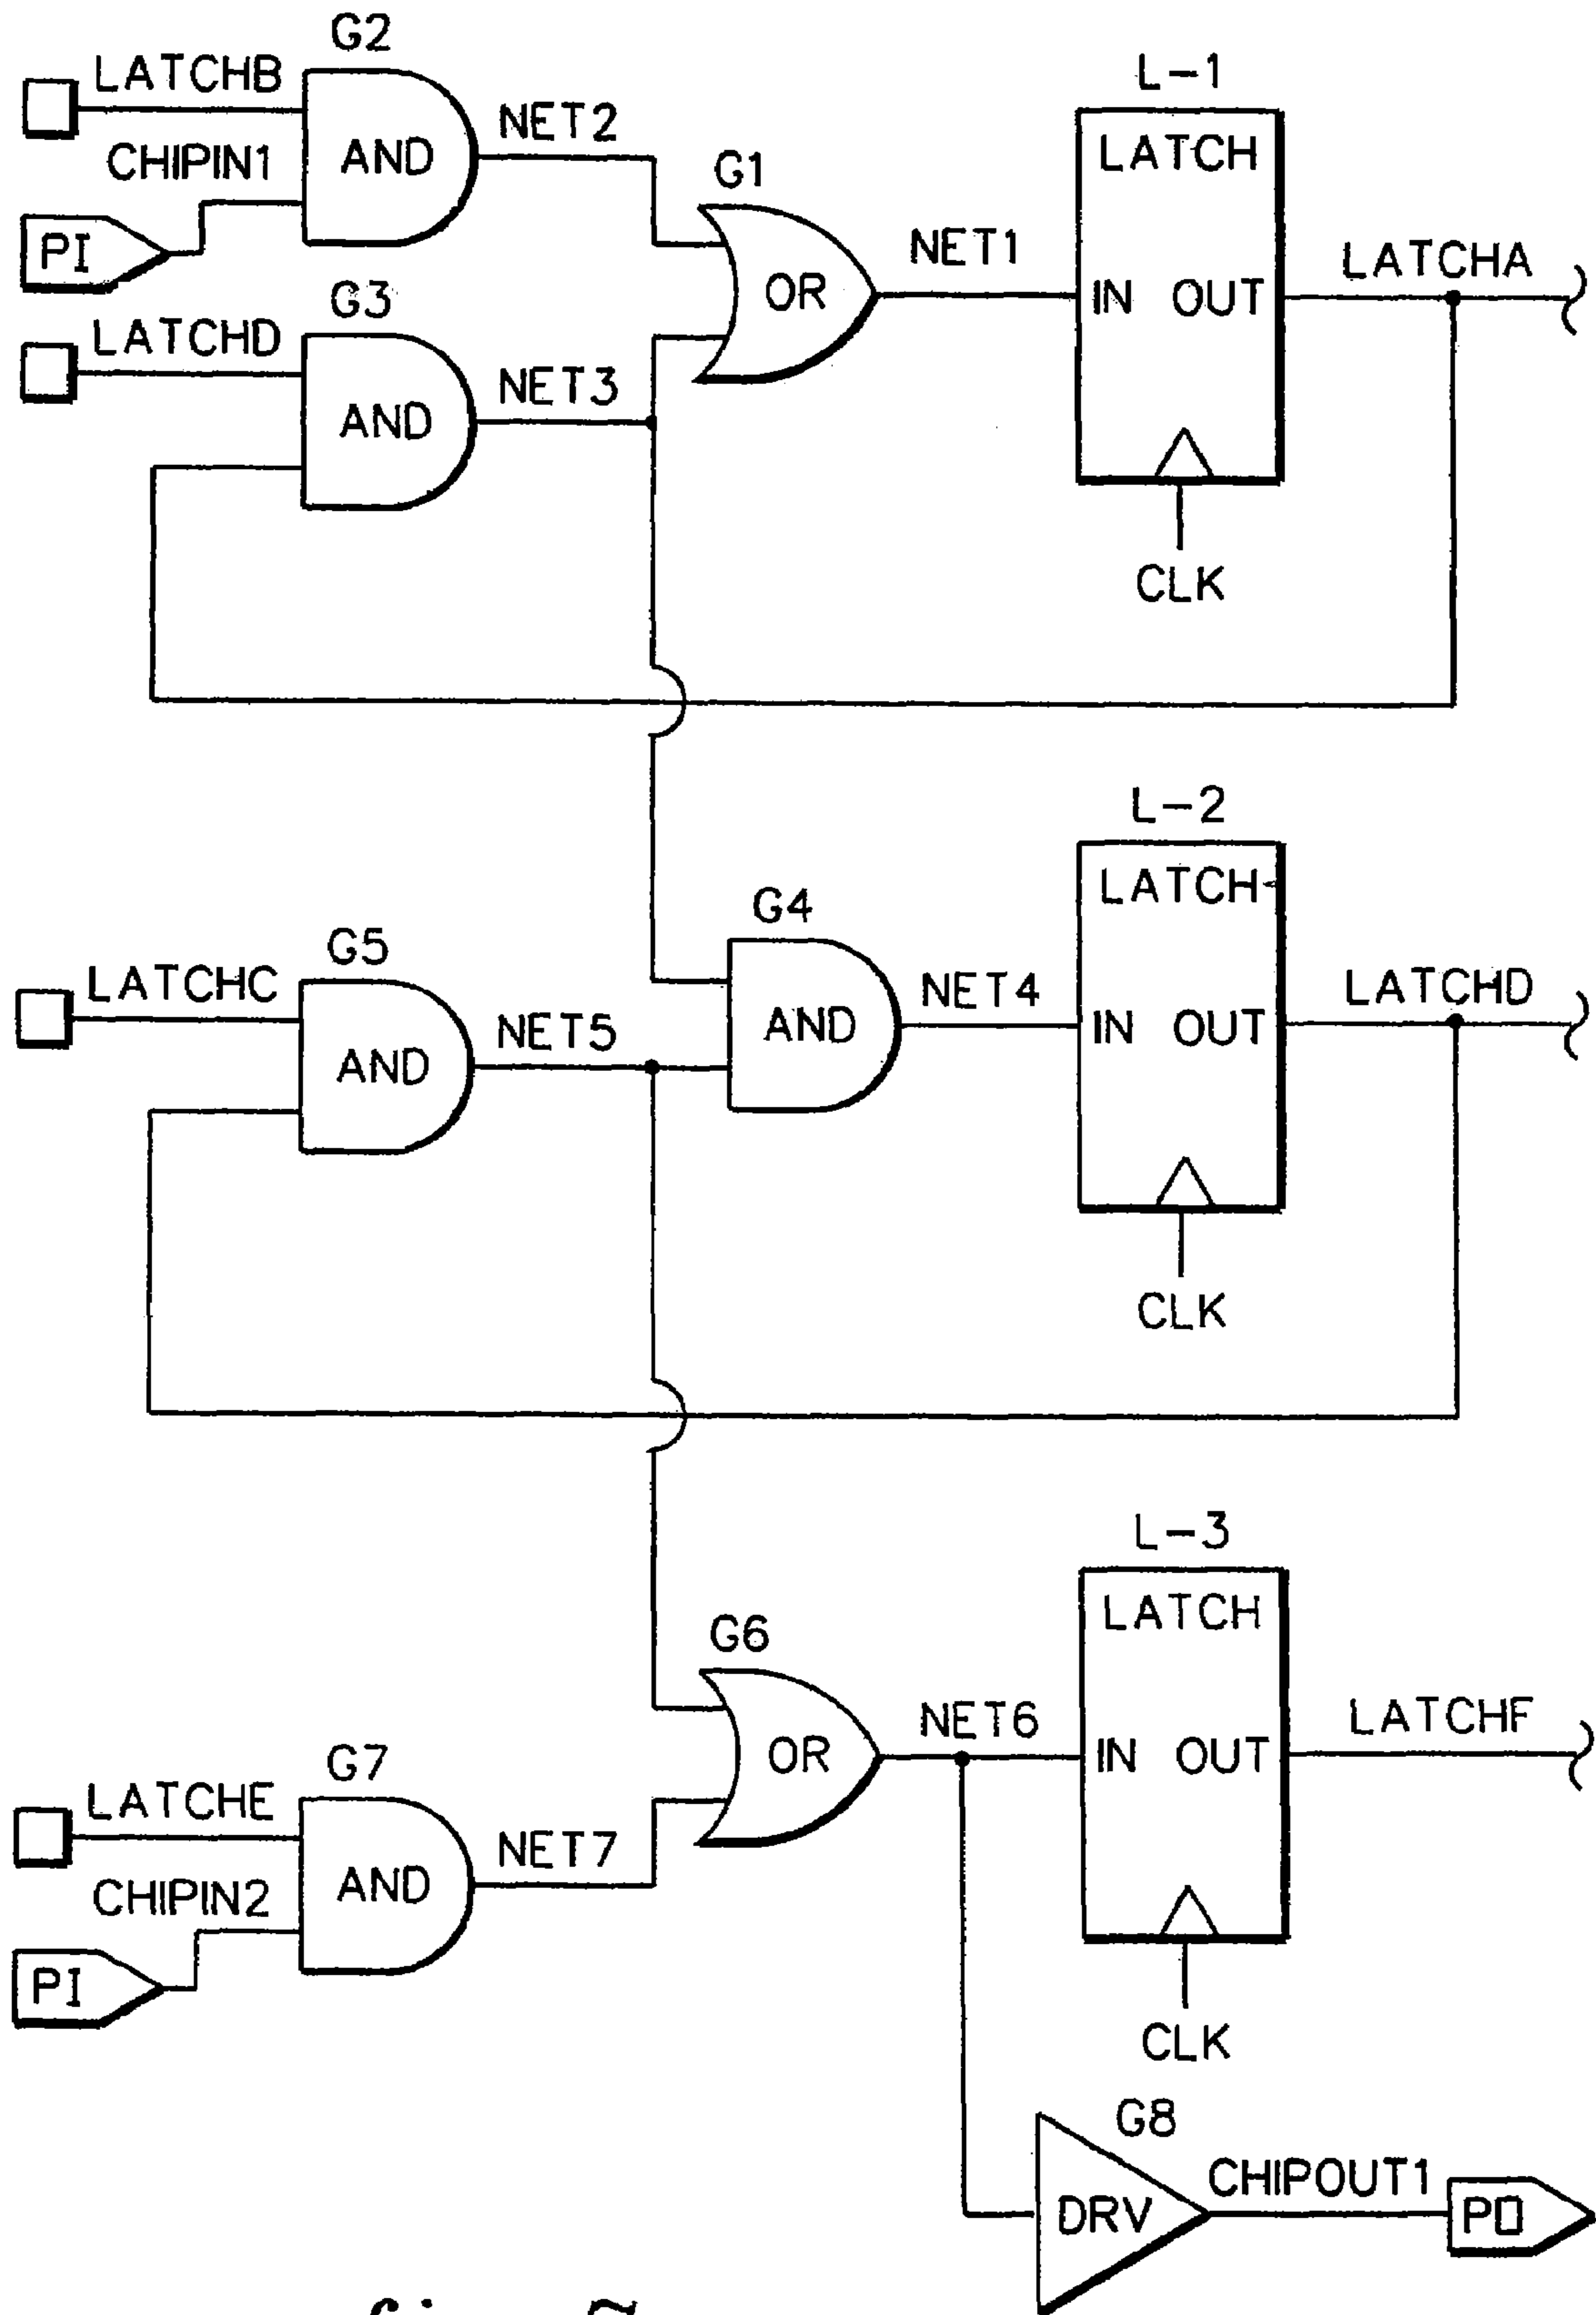 G2
LATCHB
AND
NET2
CHIPIN1
PI
G1
OR
NET1
L-1
LATCH
IN OUT
LATCHA
CLK
G3
LATCHD
AND
NET3
L-2
LATCH
G4
AND
NET4
IN OUT
LATCHD
CLK
G5
LATCHC
AND
NET5
L-3
LATCH
G6
OR
NET6
IN OUT
LATCHF
CLK
G7
LATCHE
AND
NET7
CHIPIN2
PI
G8
DRV
CHIPOUT1
PO